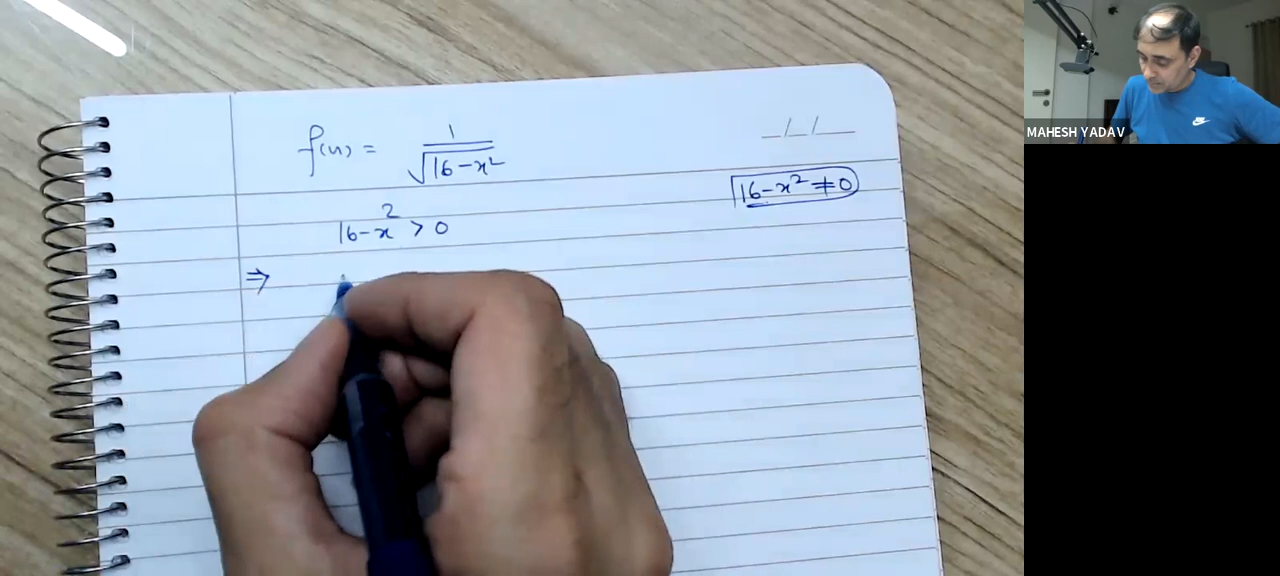 f(x) = 1/√(16-x²)
16-x² ≠ 0
16-x² > 0
⇒
MAHESH YADAV